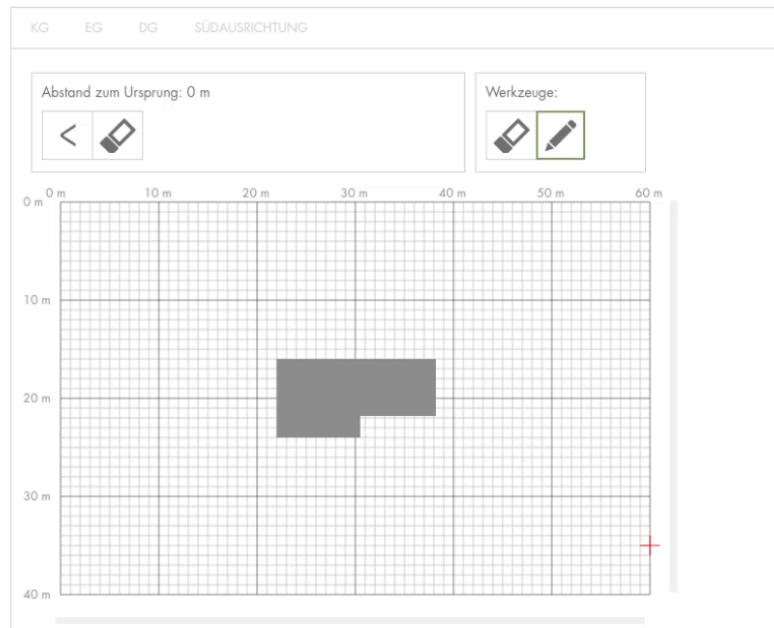 KG EG DG SÜDAUSRICHTUNG
Abstand zum Ursprung: 0 m
Werkzeuge:
0 m 10 m 20 m 30 m 40 m 50 m 60 m
0 m
10 m
20 m
30 m
40 m